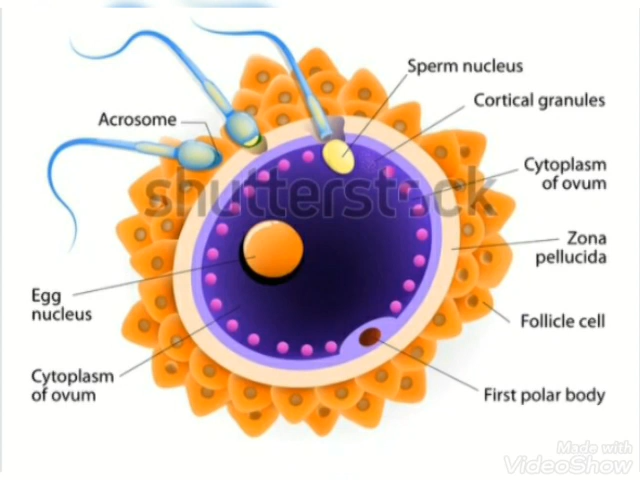 Sperm nucleus
Cortical granules
Acrosome
Cytoplasm
of ovum
shutterstock
Zona
pellucida
Egg
nucleus
Follicle cell
Cytoplasm
of ovum
First polar body
Made with
VideoShow